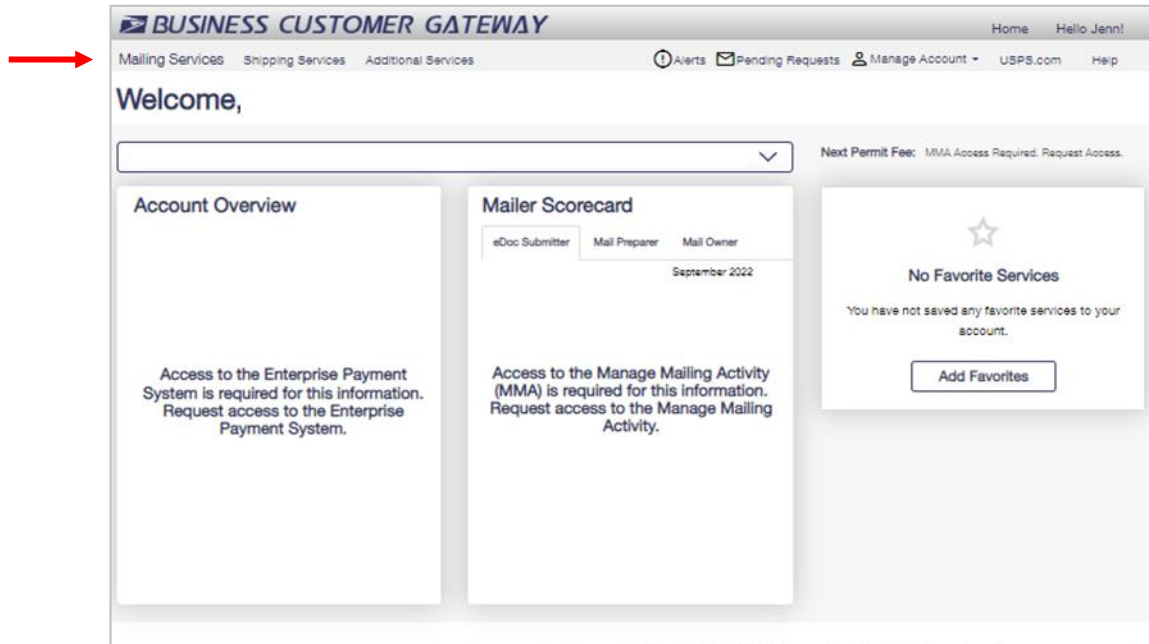 BUSINESS CUSTOMER GATEWAY
Home Hello Jenn!
Mailing Services Shipping Services Additional Services Alerts Pending Requests Manage Account USPS.com Help
Welcome,
Next Permit Fee: MMA Access Required. Request Access.
Account Overview
Access to the Enterprise Payment
System is required for this information.
Request access to the Enterprise
Payment System.
Mailer Scorecard
eDoc Submitter Mail Preparer Mail Owner
September 2022
Access to the Manage Mailing Activity
(MMA) is required for this information.
Request access to the Manage Mailing
Activity.
No Favorite Services
You have not saved any favorite services to your
account.
Add Favorites